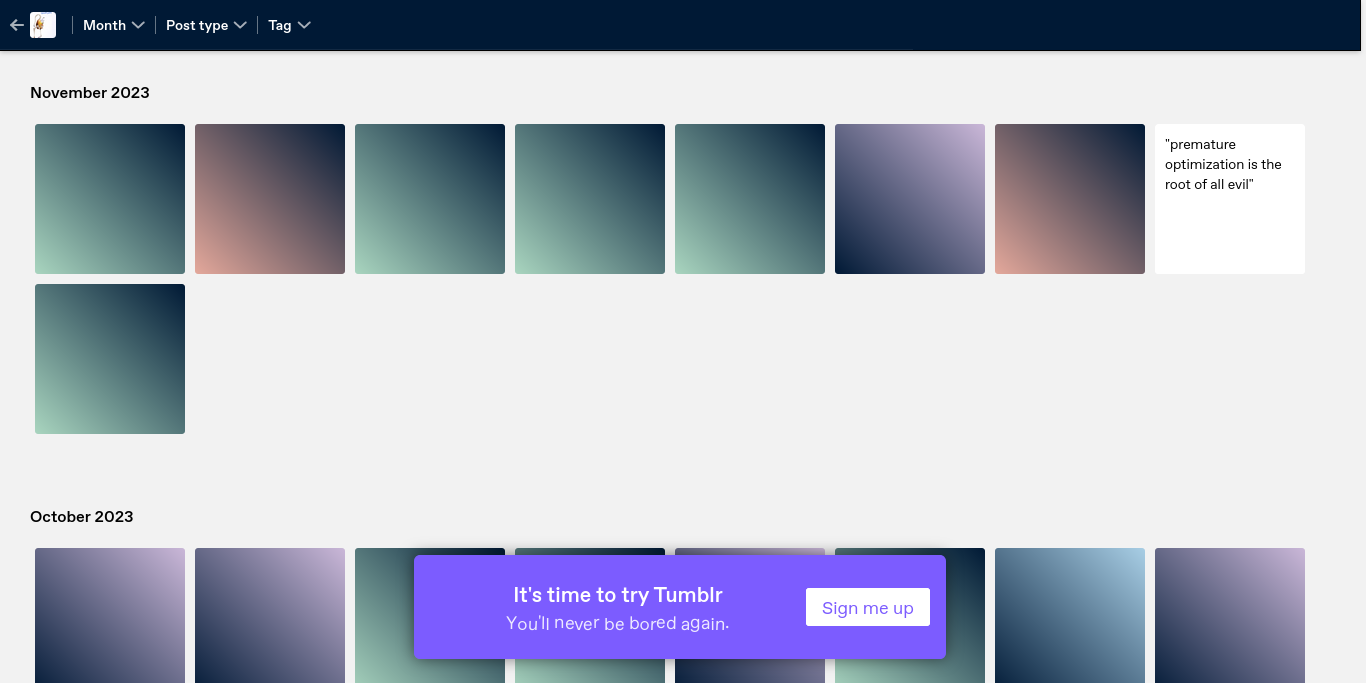 Month
Post type
Tag
November 2023
"premature
optimization is the
root of all evil"
October 2023
It's time to try Tumblr
You'll never be bored again.
Sign me up